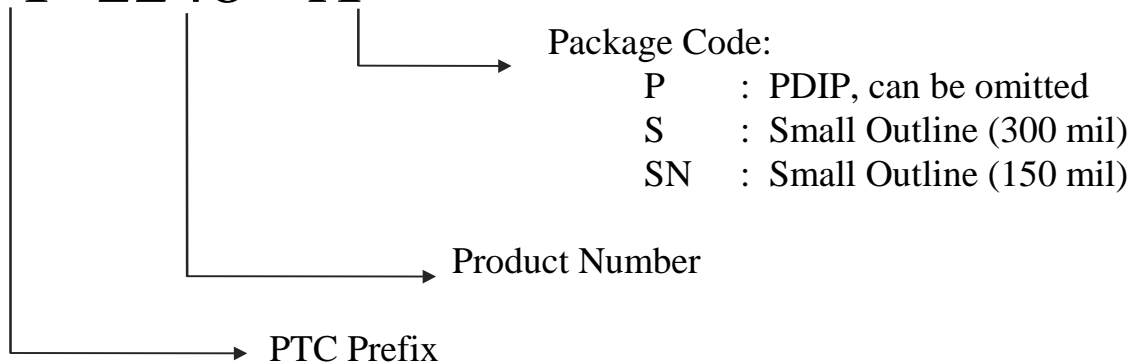 Package Code:
P : PDIP, can be omitted
S : Small Outline (300 mil)
SN : Small Outline (150 mil)
Product Number
PTC Prefix